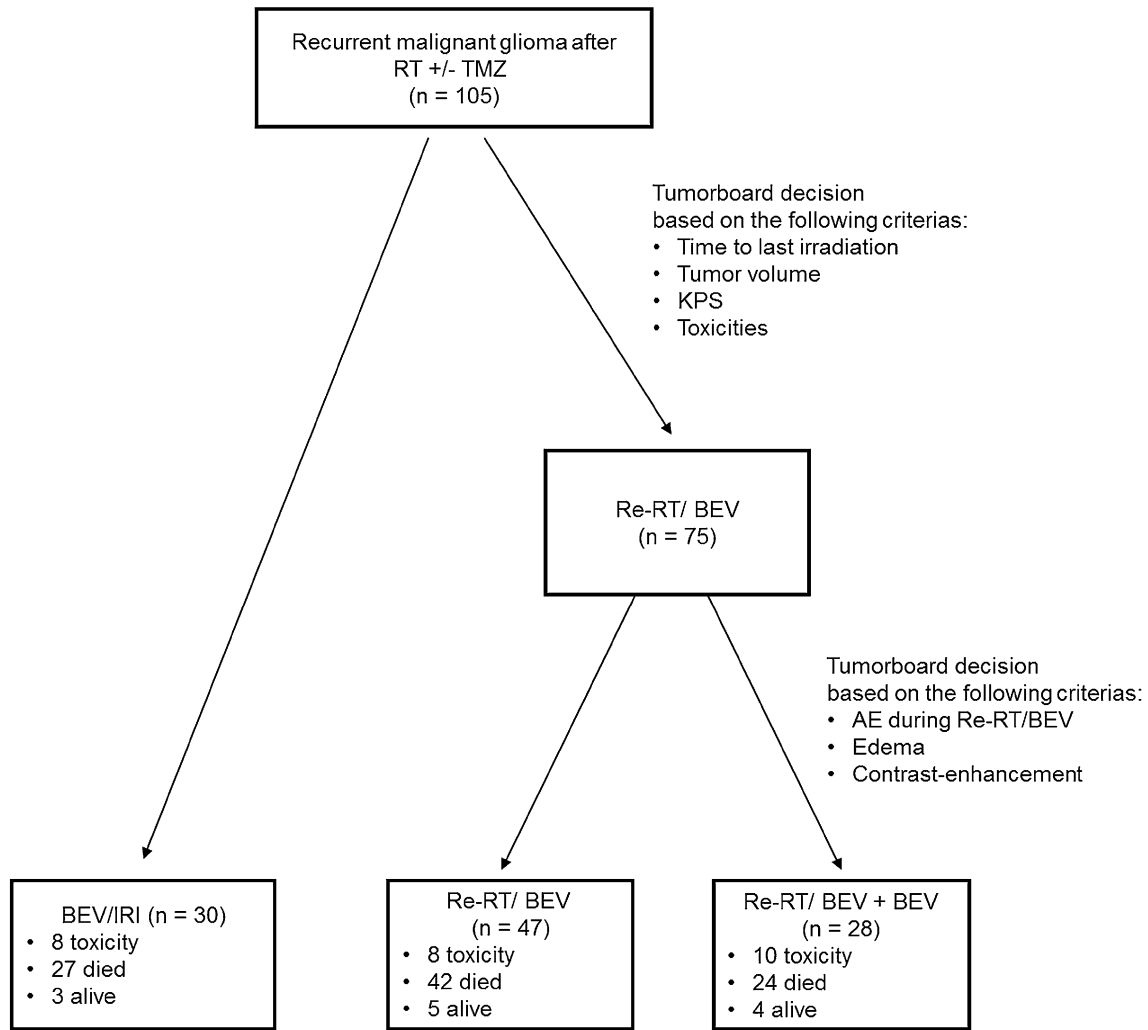 Recurrent malignant glioma after
RT +/- TMZ
(n = 105)
Tumorboard decision
based on the following criterias:
• Time to last irradiation
• Tumor volume
• KPS
• Toxicities
Re-RT/ BEV
(n = 75)
Tumorboard decision
based on the following criterias:
• AE during Re-RT/BEV
• Edema
• Contrast-enhancement
BEV/IRI (n = 30)
• 8 toxicity
• 27 died
• 3 alive
Re-RT/ BEV
(n = 47)
• 8 toxicity
• 42 died
• 5 alive
Re-RT/ BEV + BEV
(n = 28)
• 10 toxicity
• 24 died
• 4 alive